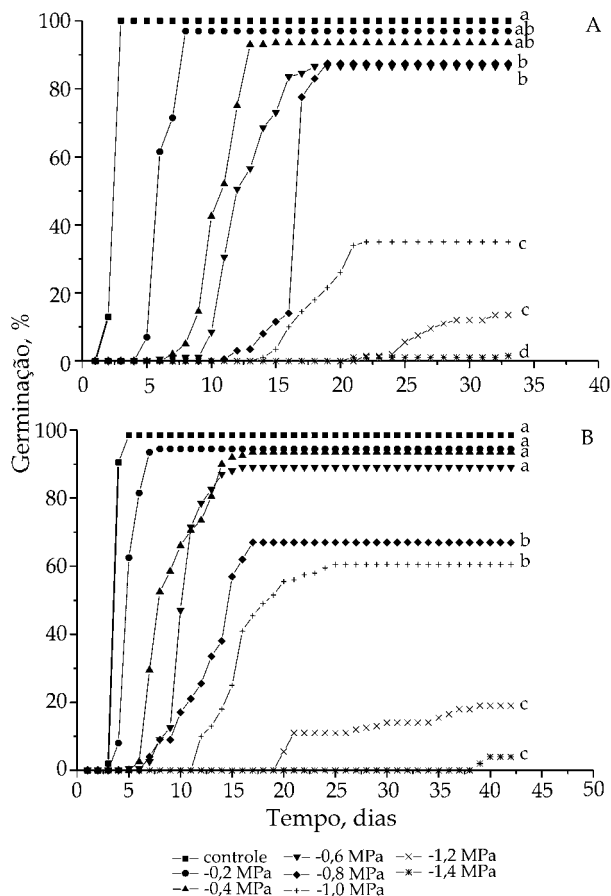 A
100
80
60
40
20
0
a
ab
ab
b
b
c
c
d
0 5 10 15 20 25 30 35 40
Germinação, %
B
100
80
60
40
20
0
a
a
a
a
b
b
c
c
0 5 10 15 20 25 30 35 40 45 50
Tempo, dias
controle -0,6 MPa -1,2 MPa
-0,2 MPa -0,8 MPa -1,4 MPa
-0,4 MPa -1,0 MPa